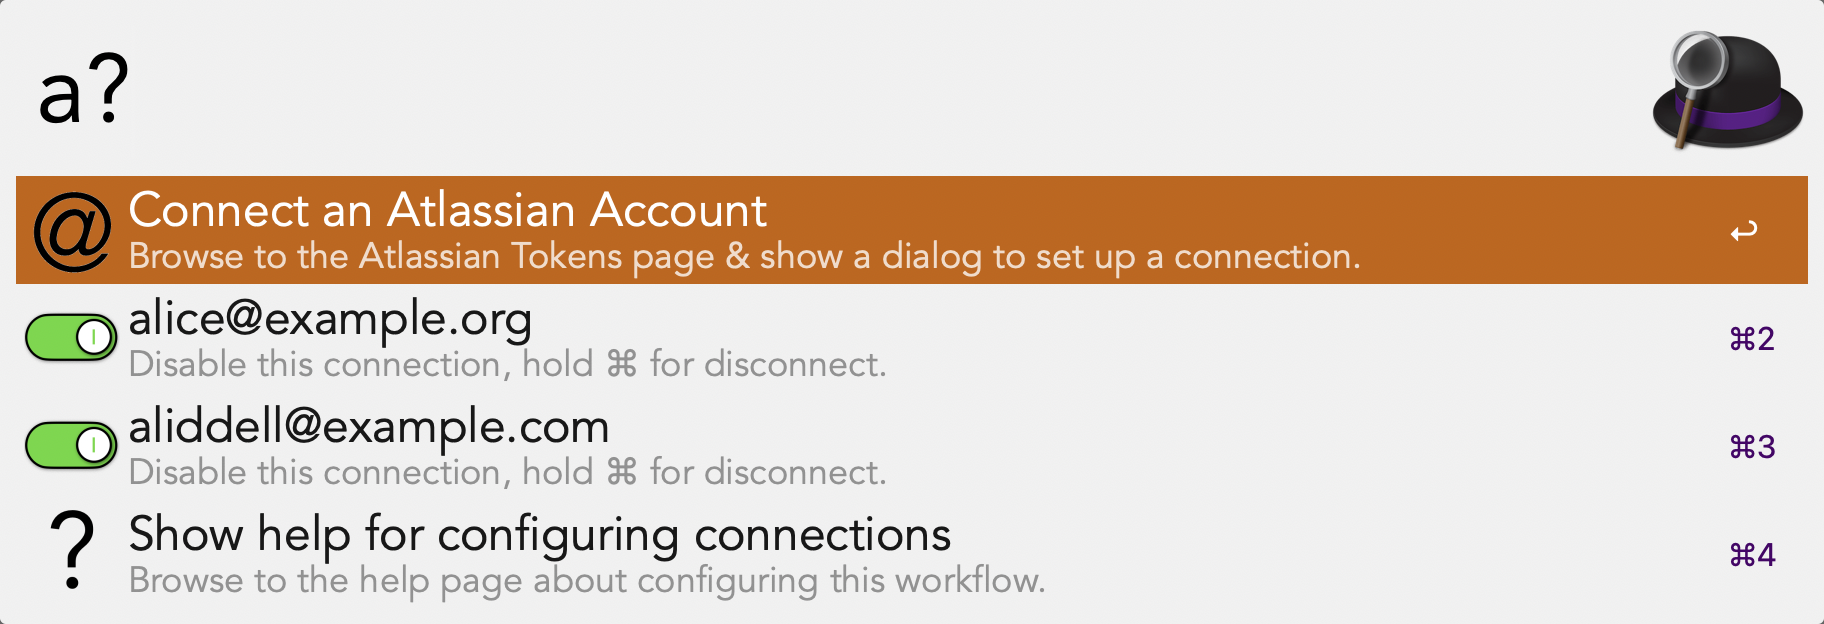 a?
Connect an Atlassian Account
Browse to the Atlassian Tokens page & show a dialog to set up a connection.
↩
alice@example.org
Disable this connection, hold ⌘ for disconnect.
⌘2
aliddell@example.com
Disable this connection, hold ⌘ for disconnect.
⌘3
? Show help for configuring connections
Browse to the help page about configuring this workflow.
⌘4